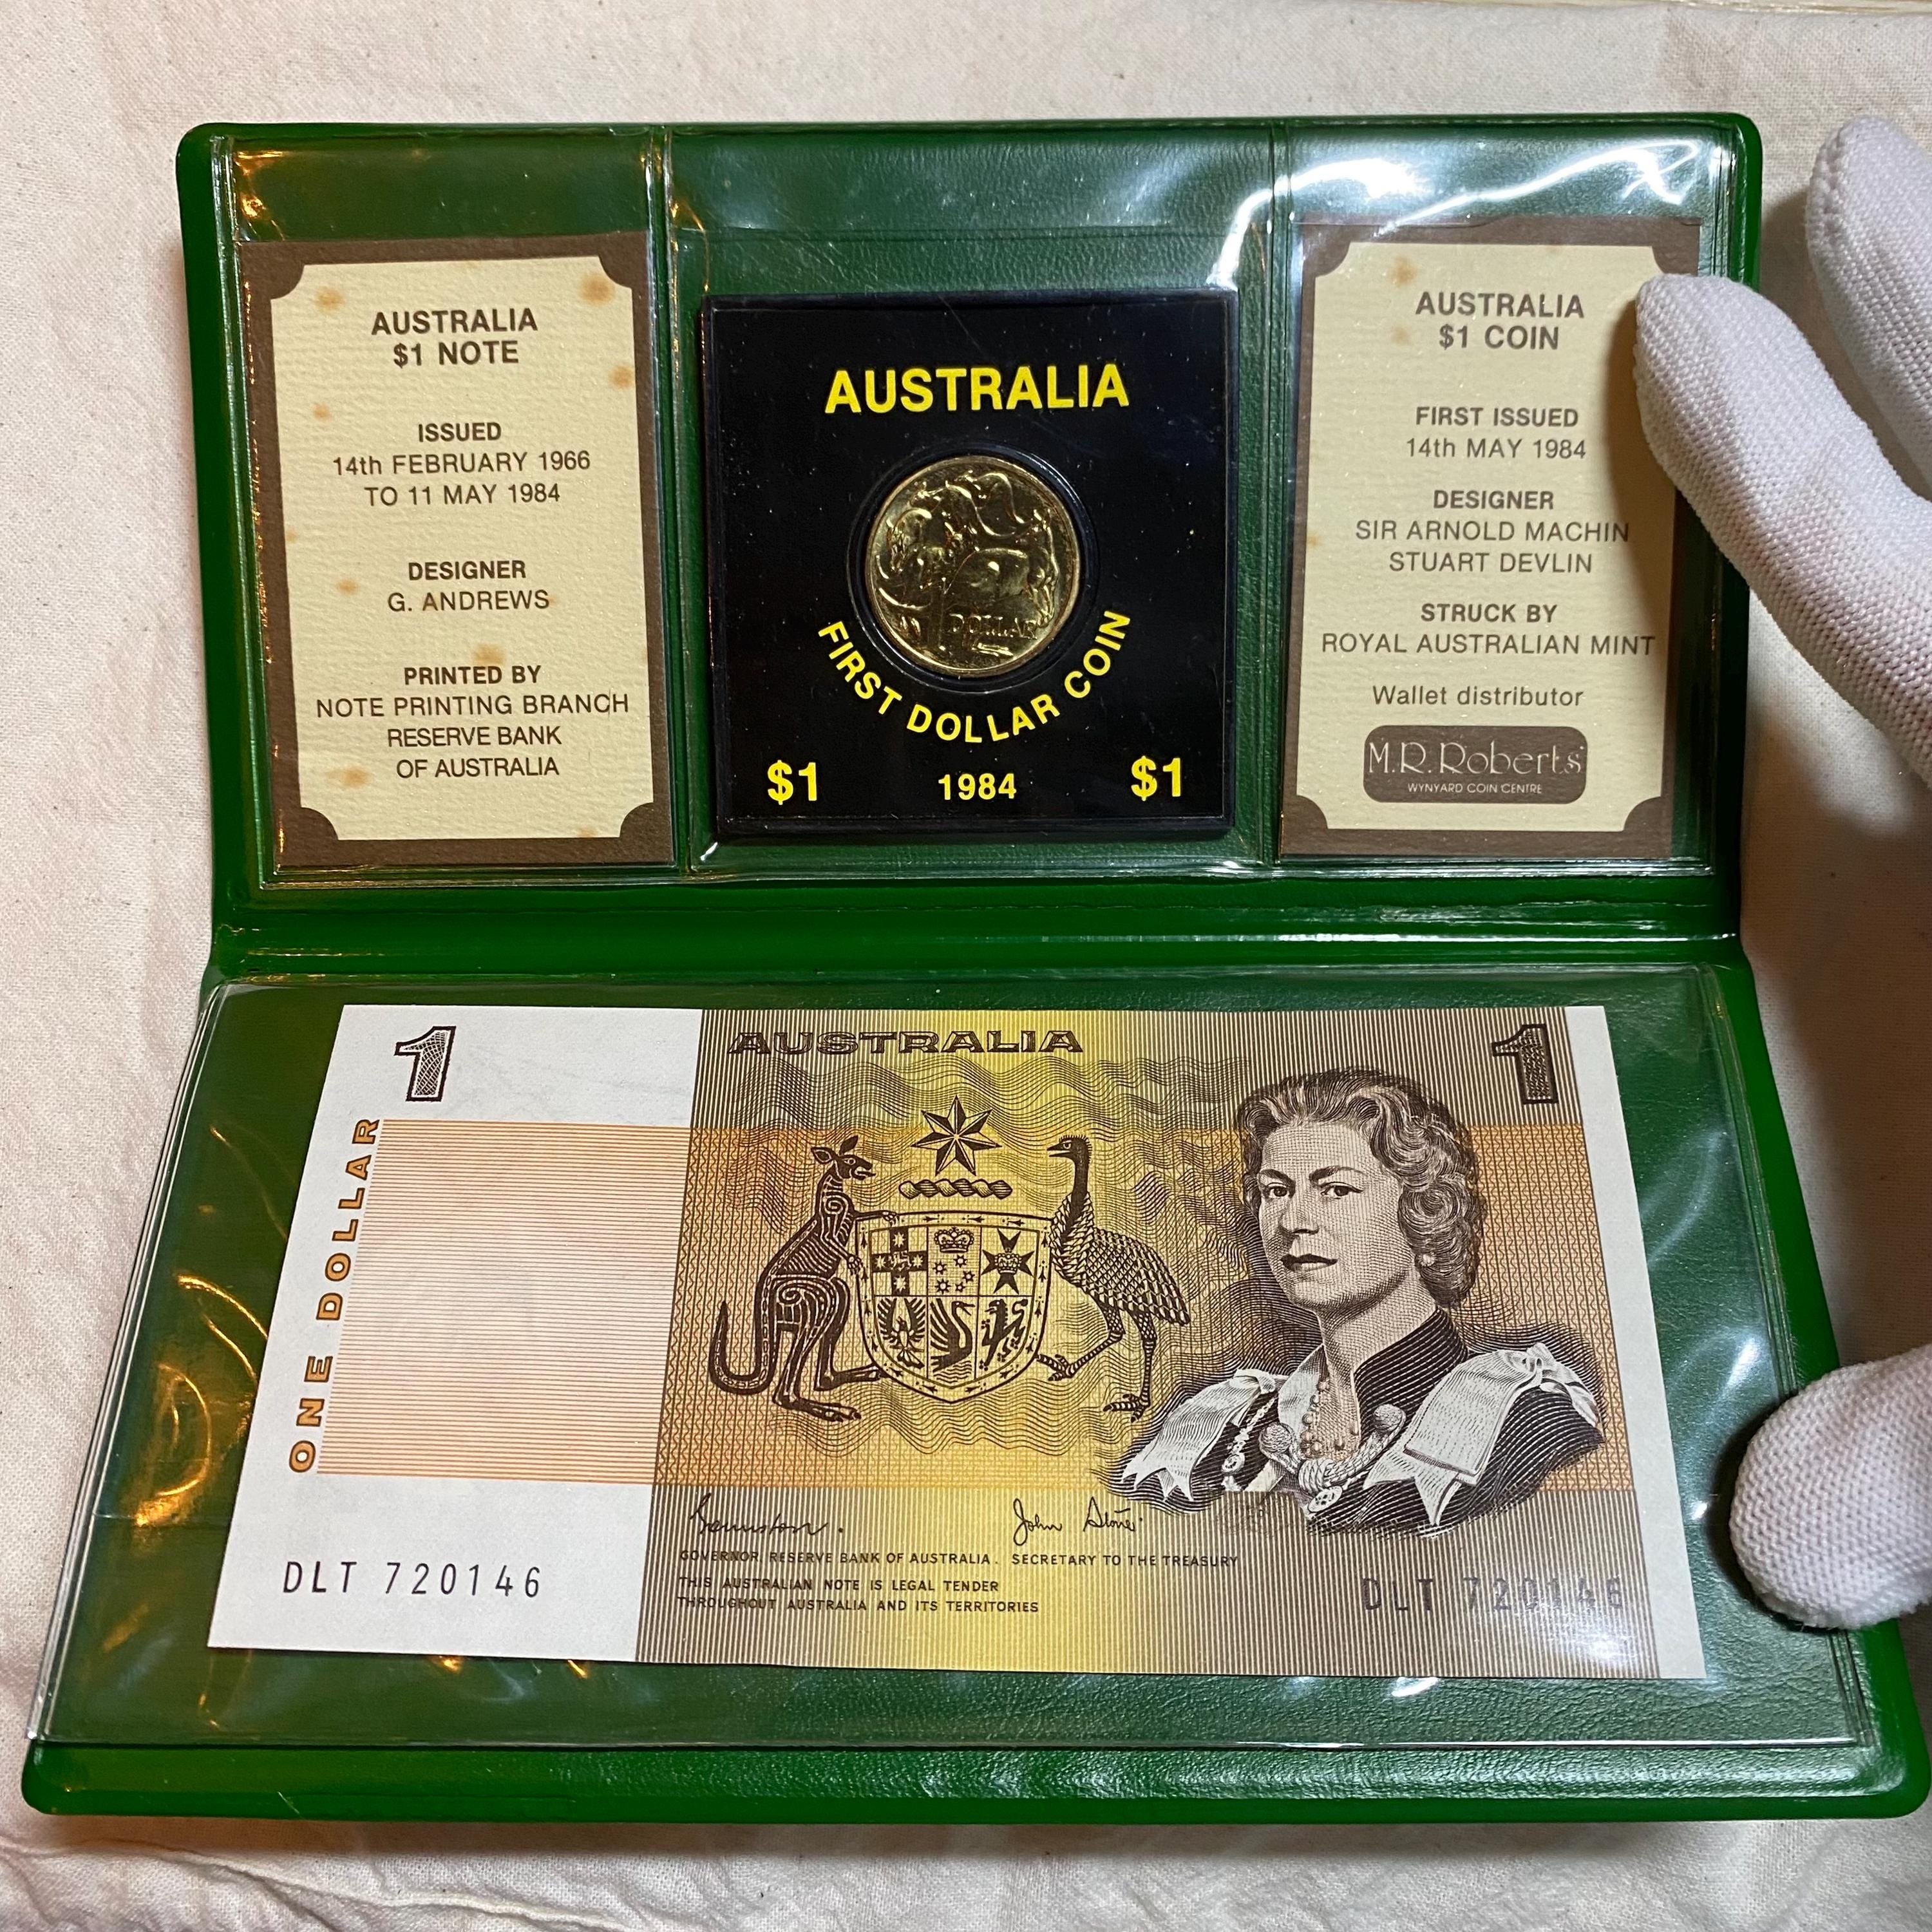 AUSTRALIA
$1 NOTE
ISSUED
14th FEBRUARY 1966
TO 11 MAY 1984
DESIGNER
G. ANDREWS
PRINTED BY
NOTE PRINTING BRANCH
RESERVE BANK
OF AUSTRALIA
AUSTRALIA
DOLLAR
FIRST DOLLAR COIN
$1 1984 $1
AUSTRALIA
$1 COIN
FIRST ISSUED
14th MAY 1984
DESIGNER
SIR ARNOLD MACHIN
STUART DEVLIN
STRUCK BY
ROYAL AUSTRALIAN MINT
Wallet distributor
M.R. Roberts
WYNYARD COIN CENTRE
1 AUSTRALIA 1
ONE DOLLAR
John Stone
GOVERNOR, RESERVE BANK OF AUSTRALIA. SECRETARY TO THE TREASURY
THIS AUSTRALIAN NOTE IS LEGAL TENDER
THROUGHOUT AUSTRALIA AND ITS TERRITORIES
DLT 720146
DLT 720146